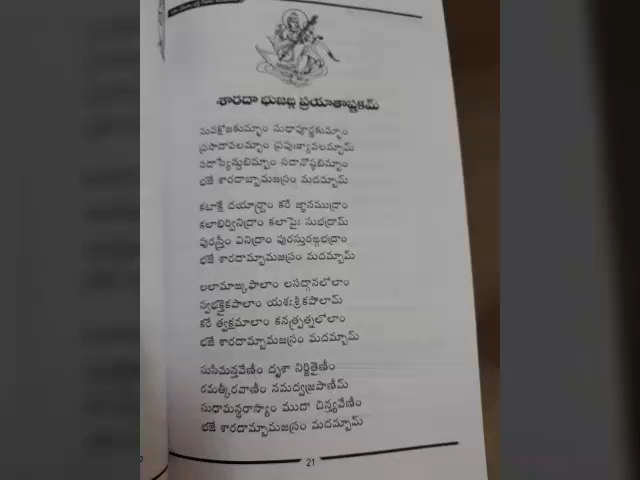 శారదా భుజఙ్గ ప్రయాతాష్టకమ్
సువక్షోజకుమ్భాం సుధాపూర్ణకుమ్భాం
ప్రసాదావలమ్బాం ప్రపుణ్యావలమ్బామ్
సదాస్యేన్దుబిమ్బాం సదానోష్ఠబిమ్బాం
భజే శారదామ్బామజస్రం మదమ్బామ్
కటాక్షే దయార్ద్రాం కరే జ్ఞానముద్రాం
కలాభిర్వినిద్రాం కలాపైః సుభద్రామ్
పురస్త్రీం వినిద్రాం పురస్తుఙ్గభద్రాం
భజే శారదామ్బామజస్రం మదమ్బామ్
లలామాఙ్కఫాలాం లసద్గానలోలాం
స్వభక్తైకపాలాం యశఃశ్రీకపోలామ్
కరే త్వక్షమాలాం కనత్ప్రత్నలోలాం
భజే శారదామ్బామజస్రం మదమ్బామ్
సుసీమన్తవేణీం దృశా నిర్జితైణీం
రమత్కీరవాణీం నమద్వజ్రపాణీమ్
సుధామన్థరాస్యాం ముదా చిన్త్యవేణీం
భజే శారదామ్బామజస్రం మదమ్బామ్
21